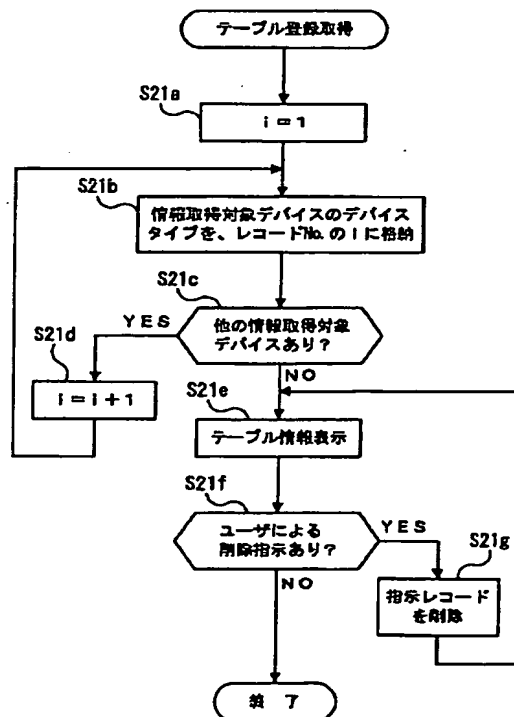 テーブル登録取得
S21a
i=1
S21b
情報取得対象デバイスのデバイス
タイプを、レコードNo.のiに格納
S21c
他の情報取得対象
デバイスあり？
YES
NO
S21d
i=i+1
S21e
テーブル情報表示
S21f
ユーザによる
削除指示あり？
YES
NO
S21g
指示レコード
を削除
終了